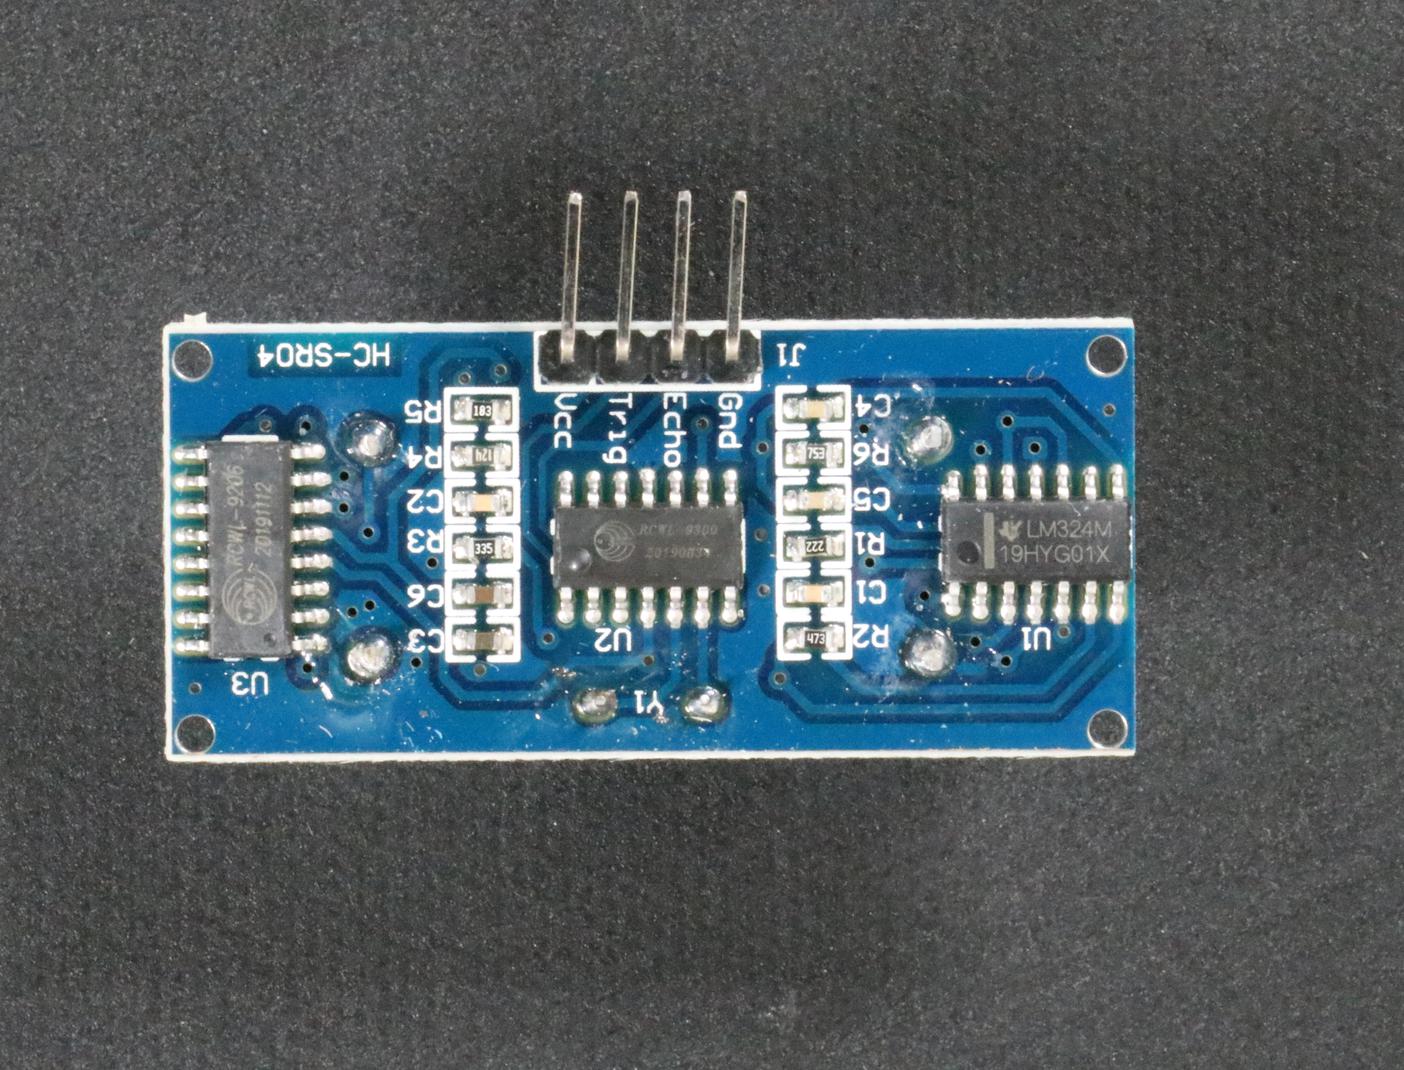 HC-SR04
J1
Vcc
Trig
Echo
Gnd
R5
183
R4
124
C2
R3
335
C6
C3
C4
R6
753
C5
R1
222
C1
R2
473
RCWL-9206
20191112
RCWL
U3
RCWL 9300
U2
LM324M
19HYG01X
U1
Y1